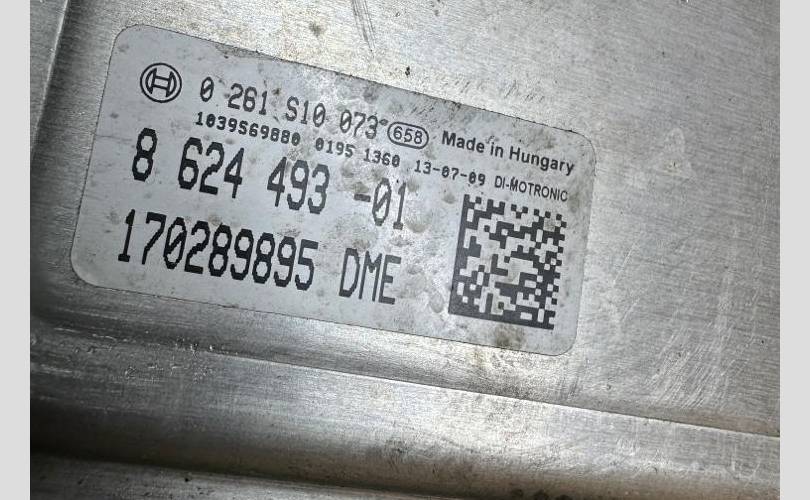 0 261 S10 073 658 Made in Hungary
1039S69880 0195 1360 13-07-09 DI-MOTRONIC
8 624 493 -01
170289895 DME